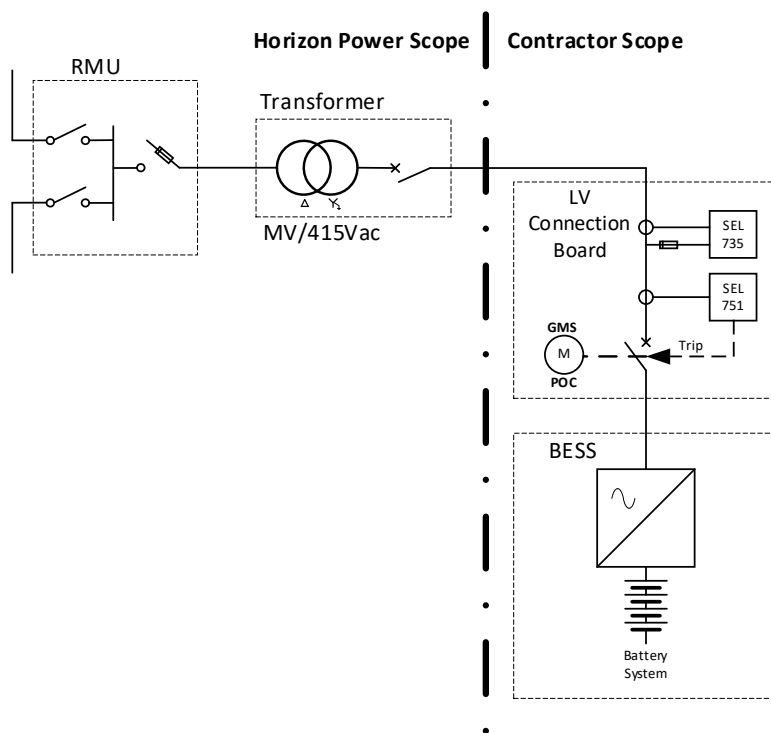 Horizon Power Scope
Contractor Scope
RMU
Transformer
MV/415Vac
LV
Connection
Board
SEL
735
SEL
751
GMS
M
POC
Trip
BESS
Battery
System